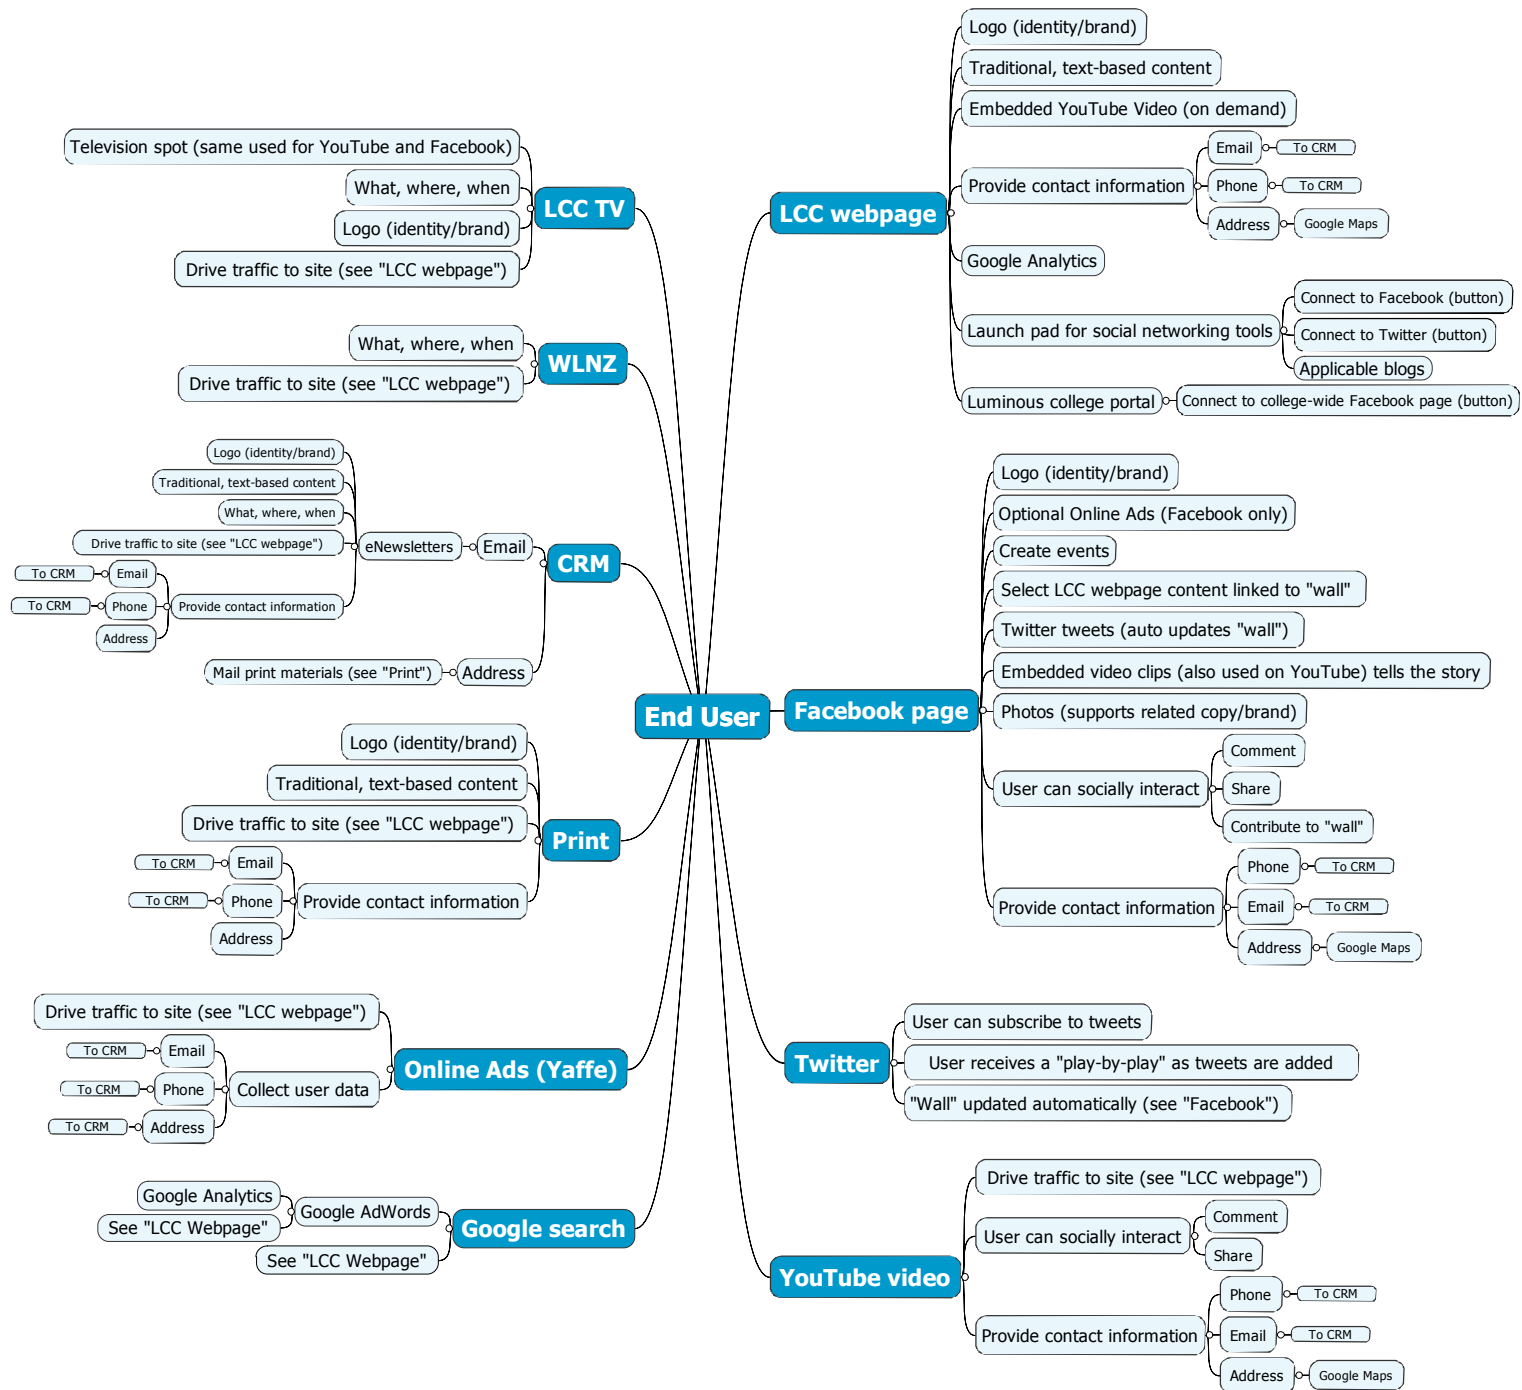 End User
LCC TV
Television spot (same used for YouTube and Facebook)
What, where, when
Logo (identity/brand)
Drive traffic to site (see "LCC webpage")
WLNZ
What, where, when
Drive traffic to site (see "LCC webpage")
CRM
Email
eNewsletters
Logo (identity/brand)
Traditional, text-based content
What, where, when
Drive traffic to site (see "LCC webpage")
Provide contact information
Email
To CRM
Phone
To CRM
Address
Address
Mail print materials (see "Print")
Print
Logo (identity/brand)
Traditional, text-based content
Drive traffic to site (see "LCC webpage")
Provide contact information
Email
To CRM
Phone
To CRM
Address
Online Ads (Yaffe)
Drive traffic to site (see "LCC webpage")
Collect user data
Email
To CRM
Phone
To CRM
Address
To CRM
Google search
Google AdWords
Google Analytics
See "LCC Webpage"
See "LCC Webpage"
LCC webpage
Logo (identity/brand)
Traditional, text-based content
Embedded YouTube Video (on demand)
Provide contact information
Email
To CRM
Phone
To CRM
Address
Google Maps
Google Analytics
Launch pad for social networking tools
Connect to Facebook (button)
Connect to Twitter (button)
Applicable blogs
Luminous college portal
Connect to college-wide Facebook page (button)
Facebook page
Logo (identity/brand)
Optional Online Ads (Facebook only)
Create events
Select LCC webpage content linked to "wall"
Twitter tweets (auto updates "wall")
Embedded video clips (also used on YouTube) tells the story
Photos (supports related copy/brand)
User can socially interact
Comment
Share
Contribute to "wall"
Provide contact information
Phone
To CRM
Email
To CRM
Address
Google Maps
Twitter
User can subscribe to tweets
User receives a "play-by-play" as tweets are added
"Wall" updated automatically (see "Facebook")
YouTube video
Drive traffic to site (see "LCC webpage")
User can socially interact
Comment
Share
Provide contact information
Phone
To CRM
Email
To CRM
Address
Google Maps